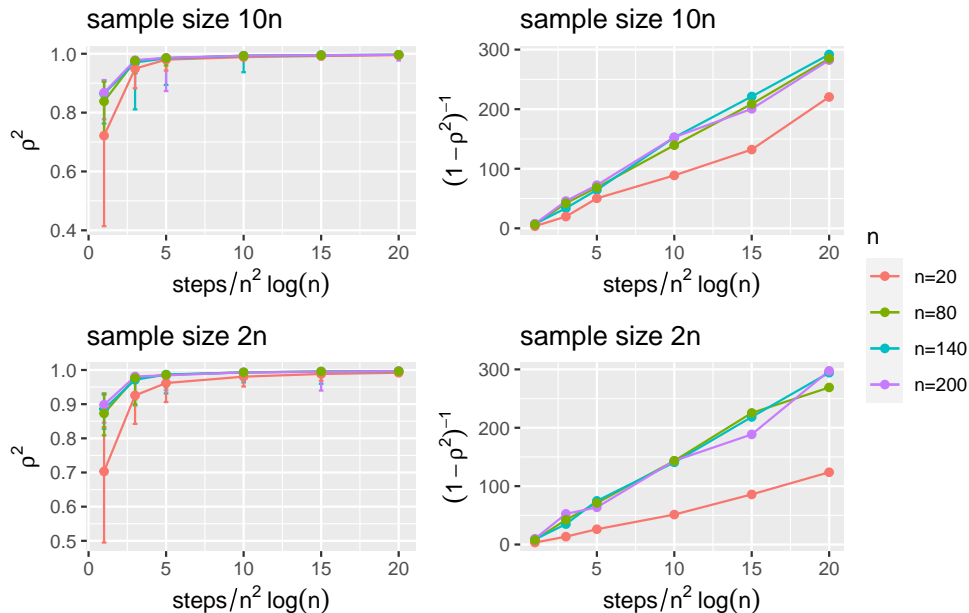 sample size 10n
sample size 10n
1.0
0.8
0.6
0.4
ρ²
0
5
10
15
20
steps/n² log(n)
300
200
100
0
(1 − ρ²)⁻¹
5
10
15
20
steps/n² log(n)
n
n=20
n=80
n=140
n=200
sample size 2n
sample size 2n
1.0
0.9
0.8
0.7
0.6
0.5
ρ²
0
5
10
15
20
steps/n² log(n)
300
200
100
0
(1 − ρ²)⁻¹
5
10
15
20
steps/n² log(n)